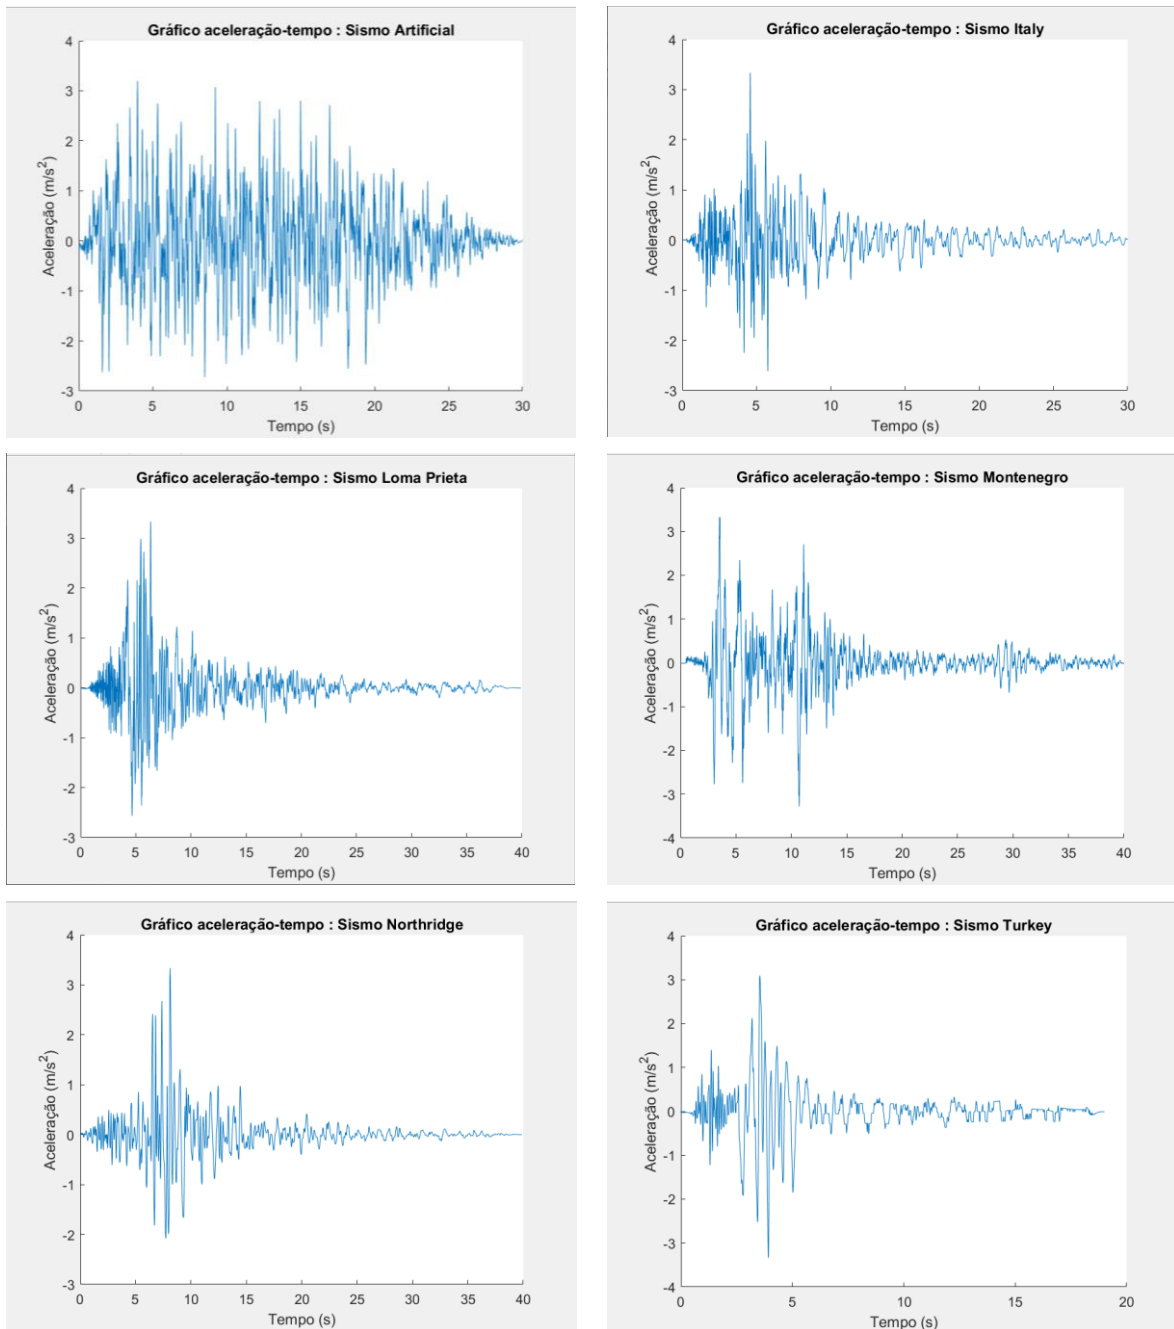 Gráfico aceleração-tempo : Sismo Artificial
4
3
2
1
0
-1
-2
-3
Aceleração (m/s²)
0 5 10 15 20 25 30
Tempo (s)
Gráfico aceleração-tempo : Sismo Italy
4
3
2
1
0
-1
-2
-3
Aceleração (m/s²)
0 5 10 15 20 25 30
Tempo (s)
Gráfico aceleração-tempo : Sismo Loma Prieta
4
3
2
1
0
-1
-2
-3
Aceleração (m/s²)
0 5 10 15 20 25 30 35 40
Tempo (s)
Gráfico aceleração-tempo : Sismo Montenegro
4
3
2
1
0
-1
-2
-3
-4
Aceleração (m/s²)
0 5 10 15 20 25 30 35 40
Tempo (s)
Gráfico aceleração-tempo : Sismo Northridge
4
3
2
1
0
-1
-2
-3
Aceleração (m/s²)
0 5 10 15 20 25 30 35 40
Tempo (s)
Gráfico aceleração-tempo : Sismo Turkey
4
3
2
1
0
-1
-2
-3
-4
Aceleração (m/s²)
0 5 10 15 20
Tempo (s)